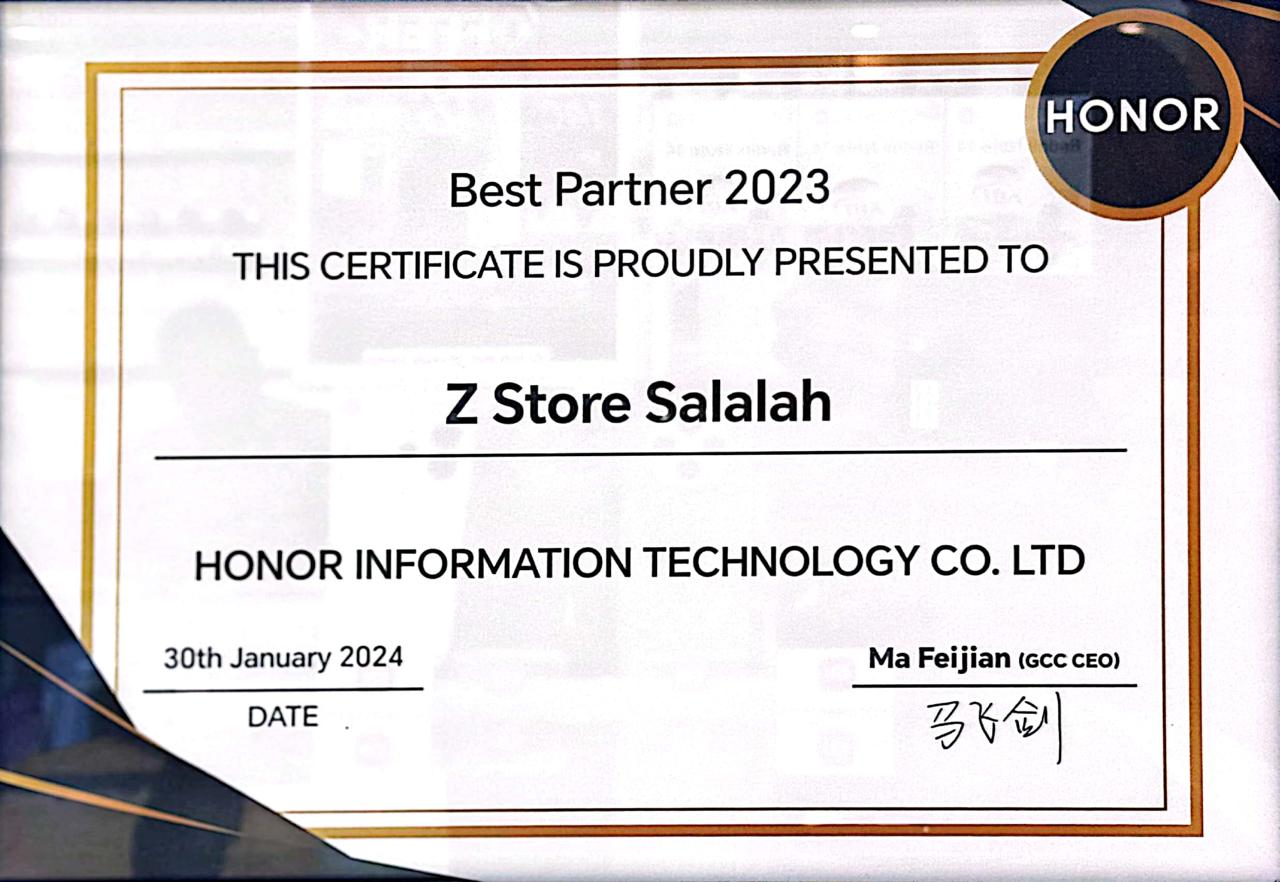 HONOR
Best Partner 2023
THIS CERTIFICATE IS PROUDLY PRESENTED TO
Z Store Salalah
HONOR INFORMATION TECHNOLOGY CO. LTD
30th January 2024
DATE
Ma Feijian (GCC CEO)
马飞剑